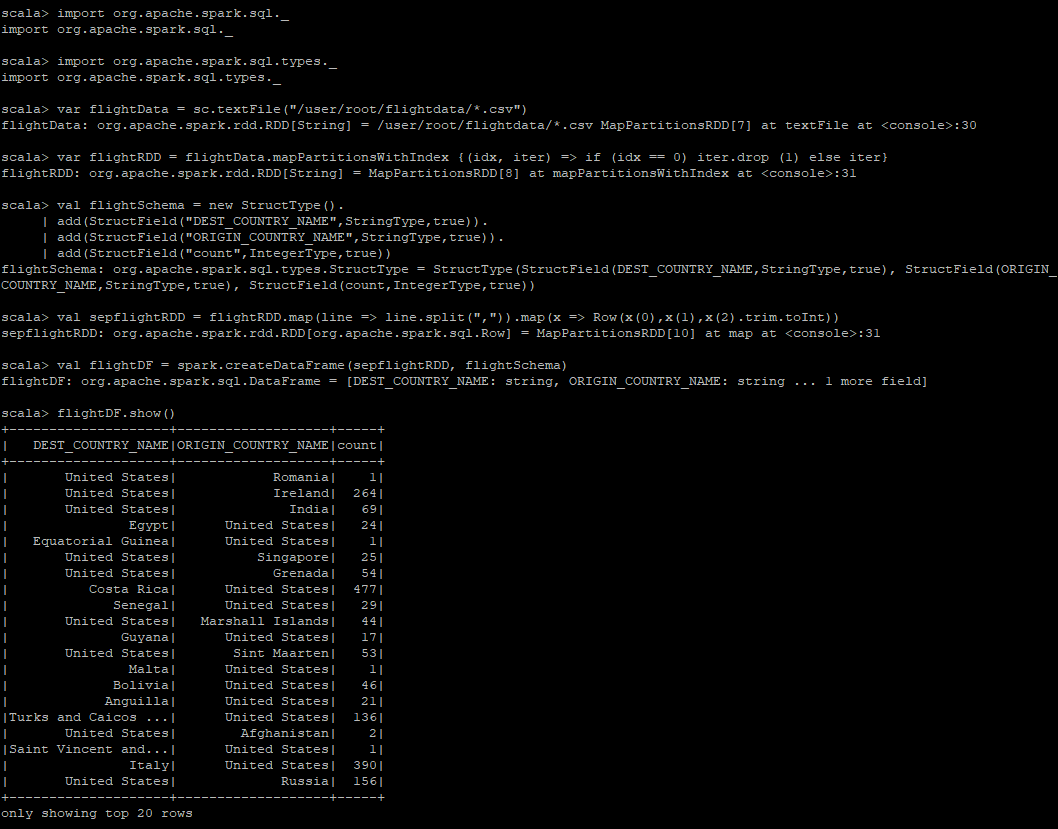 scala> import org.apache.spark.sql._
import org.apache.spark.sql._
scala> import org.apache.spark.sql.types._
import org.apache.spark.sql.types._
scala> var flightData = sc.textFile("/user/root/flightdata/*.csv")
flightData: org.apache.spark.rdd.RDD[String] = /user/root/flightdata/*.csv MapPartitionsRDD[7] at textFile at <console>:30
scala> var flightRDD = flightData.mapPartitionsWithIndex {(idx, iter) => if (idx == 0) iter.drop (1) else iter}
flightRDD: org.apache.spark.rdd.RDD[String] = MapPartitionsRDD[8] at mapPartitionsWithIndex at <console>:31
scala> val flightSchema = new StructType().
     | add(StructField("DEST_COUNTRY_NAME",StringType,true)).
     | add(StructField("ORIGIN_COUNTRY_NAME",StringType,true)).
     | add(StructField("count",IntegerType,true))
flightSchema: org.apache.spark.sql.types.StructType = StructType(StructField(DEST_COUNTRY_NAME,StringType,true), StructField(ORIGIN_
COUNTRY_NAME,StringType,true), StructField(count,IntegerType,true))
scala> val sepflightRDD = flightRDD.map(line => line.split(",")).map(x => Row(x(0),x(1),x(2).trim.toInt))
sepflightRDD: org.apache.spark.rdd.RDD[org.apache.spark.sql.Row] = MapPartitionsRDD[10] at map at <console>:31
scala> val flightDF = spark.createDataFrame(sepflightRDD, flightSchema)
flightDF: org.apache.spark.sql.DataFrame = [DEST_COUNTRY_NAME: string, ORIGIN_COUNTRY_NAME: string ... 1 more field]
scala> flightDF.show()
+--------------------+-------------------+-----+
|   DEST_COUNTRY_NAME|ORIGIN_COUNTRY_NAME|count|
+--------------------+-------------------+-----+
|       United States|            Romania|    1|
|       United States|            Ireland|  264|
|       United States|              India|   69|
|               Egypt|      United States|   24|
|   Equatorial Guinea|      United States|    1|
|       United States|          Singapore|   25|
|       United States|            Grenada|   54|
|          Costa Rica|      United States|  477|
|             Senegal|      United States|   29|
|       United States|   Marshall Islands|   44|
|              Guyana|      United States|   17|
|       United States|       Sint Maarten|   53|
|               Malta|      United States|    1|
|             Bolivia|      United States|   46|
|            Anguilla|      United States|   21|
|Turks and Caicos ...|      United States|  136|
|       United States|        Afghanistan|    2|
|Saint Vincent and...|      United States|    1|
|               Italy|      United States|  390|
|       United States|             Russia|  156|
+--------------------+-------------------+-----+
only showing top 20 rows